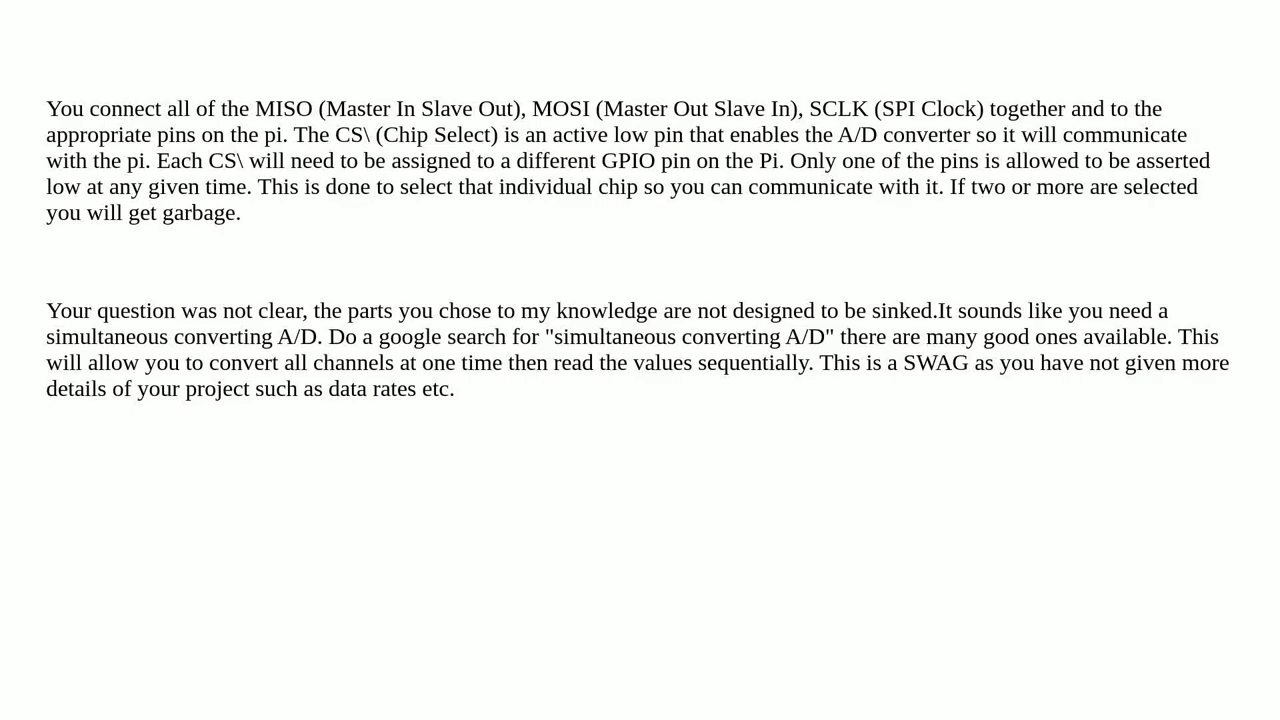 You connect all of the MISO (Master In Slave Out), MOSI (Master Out Slave In), SCLK (SPI Clock) together and to the
appropriate pins on the pi. The CS\ (Chip Select) is an active low pin that enables the A/D converter so it will communicate
with the pi. Each CS\ will need to be assigned to a different GPIO pin on the Pi. Only one of the pins is allowed to be asserted
low at any given time. This is done to select that individual chip so you can communicate with it. If two or more are selected
you will get garbage.
Your question was not clear, the parts you chose to my knowledge are not designed to be sinked.It sounds like you need a
simultaneous converting A/D. Do a google search for "simultaneous converting A/D" there are many good ones available. This
will allow you to convert all channels at one time then read the values sequentially. This is a SWAG as you have not given more
details of your project such as data rates etc.